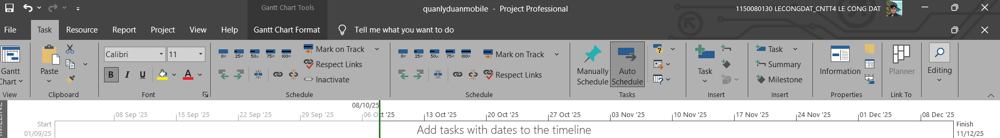 Gantt Chart Tools
quanlyduanmobile - Project Professional
1150080130 LECONGDAT_CNTT4 LE CONG DAT
File Task Resource Report Project View Help Gantt Chart Format Tell me what you want to do
Gantt
Chart
View
Paste
Clipboard
Calibri 11
B I U A
Font
0% 25% 50% 75% 100%
Mark on Track
Respect Links
Inactivate
Schedule
0% 25% 50% 75% 100%
Mark on Track
Respect Links
Schedule
Manually
Schedule
Auto
Schedule
Tasks
Task
Insert
Task
Summary
Milestone
Insert
Information
Properties
Planner
Link To
Editing
TIMELINE
08/10/25
08 Sep '25 15 Sep '25 22 Sep '25 29 Sep '25 06 Oct '25 13 Oct '25 20 Oct '25 27 Oct '25 03 Nov '25 10 Nov '25 17 Nov '25 24 Nov '25 01 Dec '25 08 Dec '25
Start
01/09/25
Add tasks with dates to the timeline
Finish
11/12/25